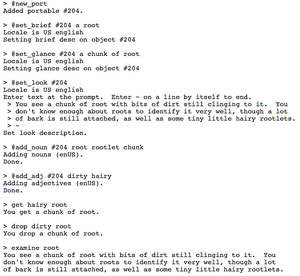 > @new_port
Added portable #204.
> @set_brief #204 a root
Locale is US english
Setting brief desc on object #204
> @set_glance #204 a chunk of root
Locale is US english
Setting glance desc on object #204
> @set_look #204
Locale is US english
Enter text at the prompt.  Enter - on a line by itself to end.
> You see a chunk of root with bits of dirt still clinging to it.  You
> don't know enough about roots to identify it very well, though a lot
> of bark is still attached, as well as some tiny little hairy rootlets.
> -
Set look description.
> @add_noun #204 root rootlet chunk
Adding nouns (enUS).
Done.
> @add_adj #204 dirty hairy
Adding adjectives (enUS).
Done.
> get hairy root
You get a chunk of root.
> drop dirty root
You drop a chunk of root.
> examine root
You see a chunk of root with bits of dirt still clinging to it.  You
don't know enough about roots to identify it very well, though a lot
of bark is still attached, as well as some tiny little hairy rootlets.